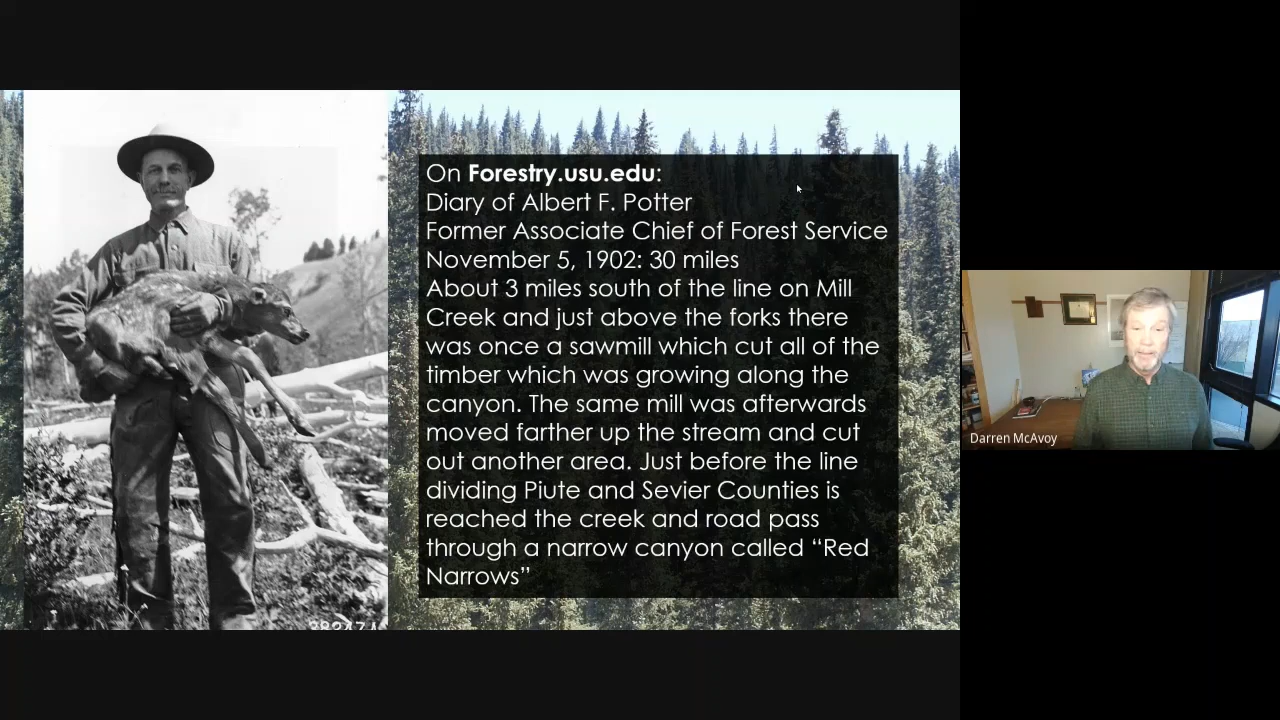 On Forestry.usu.edu:
Diary of Albert F. Potter
Former Associate Chief of Forest Service
November 5, 1902: 30 miles
About 3 miles south of the line on Mill
Creek and just above the forks there
was once a sawmill which cut all of the
timber which was growing along the
canyon. The same mill was afterwards
moved farther up the stream and cut
out another area. Just before the line
dividing Piute and Sevier Counties is
reached the creek and road pass
through a narrow canyon called “Red
Narrows”
Darren McAvoy